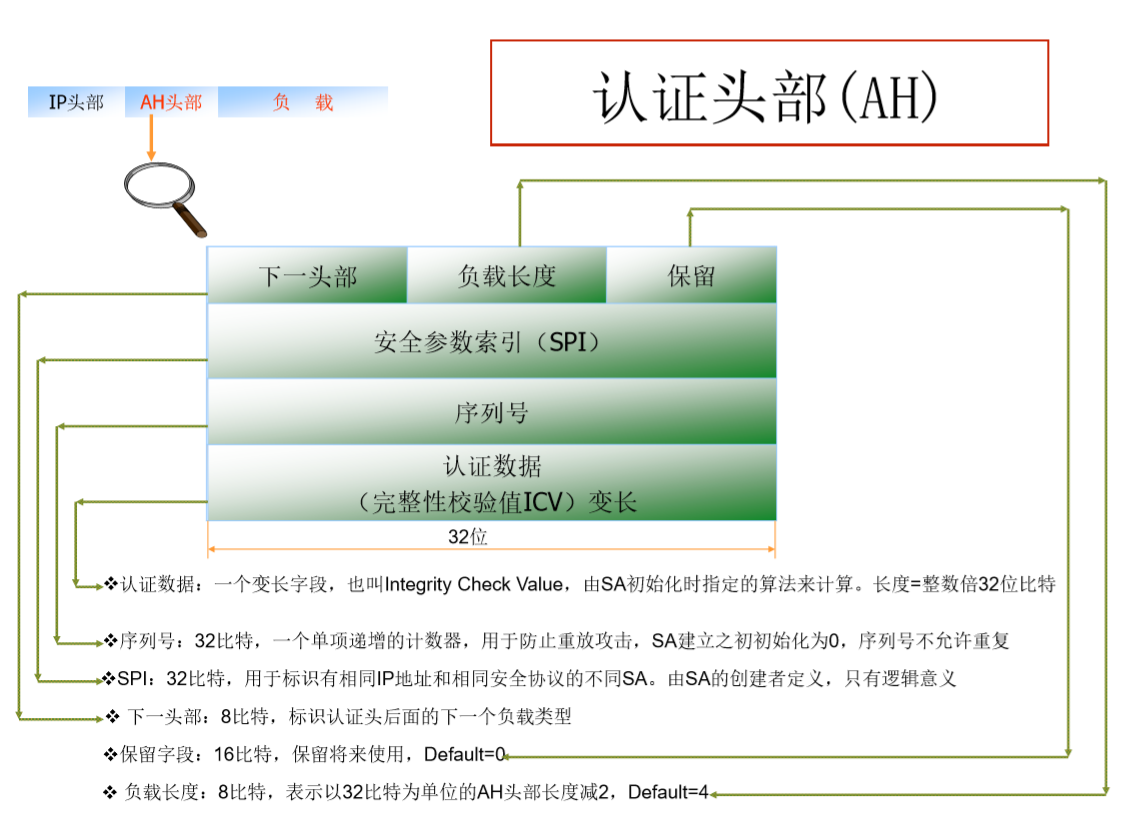 认证头部(AH)
IP头部 AH头部 负 载
下一头部 负载长度 保留
安全参数索引（SPI）
序列号
认证数据
（完整性校验值ICV）变长
32位
❖认证数据：一个变长字段，也叫Integrity Check Value，由SA初始化时指定的算法来计算。长度=整数倍32位比特
❖序列号：32比特，一个单项递增的计数器，用于防止重放攻击，SA建立之初初始化为0，序列号不允许重复
❖SPI：32比特，用于标识有相同IP地址和相同安全协议的不同SA。由SA的创建者定义，只有逻辑意义
❖ 下一头部：8比特，标识认证头后面的下一个负载类型
❖保留字段：16比特，保留将来使用，Default=0
❖ 负载长度：8比特，表示以32比特为单位的AH头部长度减2，Default=4